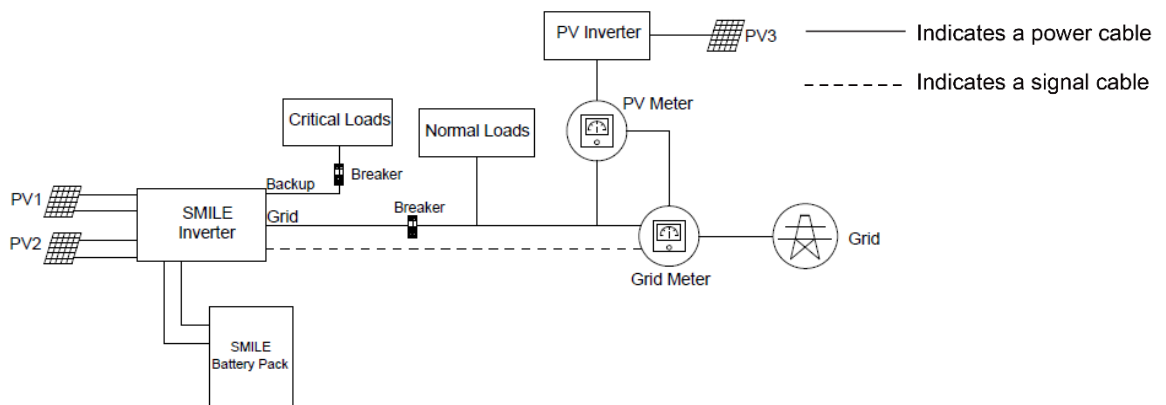 PV Inverter
PV3
Indicates a power cable
Indicates a signal cable
PV Meter
Critical Loads
Normal Loads
Breaker
Backup
PV1
SMILE
Inverter
Grid
Breaker
PV2
Grid
Grid Meter
SMILE
Battery Pack